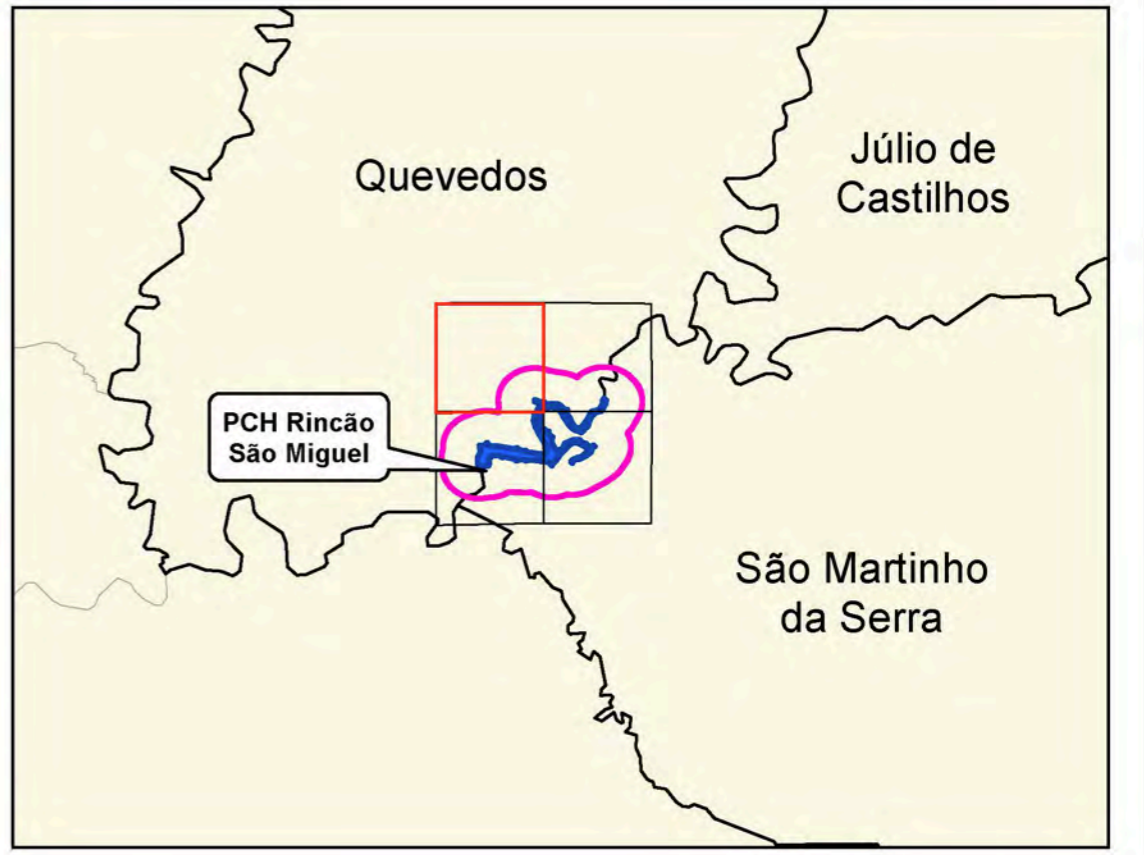 Quevedos
Júlio de
Castilhos
PCH Rincão
São Miguel
São Martinho
da Serra